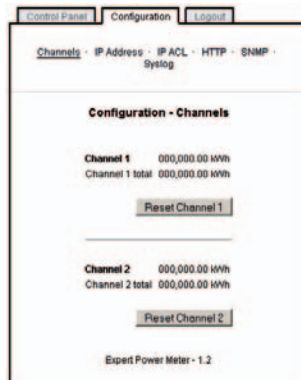 Control Panel Configuration Logout
Channels · IP Address · IP ACL · HTTP · SNMP ·
Syslog
Configuration - Channels
Channel 1 000,000.00 kWh
Channel 1 total 000,000.00 kWh
Reset Channel 1
Channel 2 000,000.00 kWh
Channel 2 total 000,000.00 kWh
Reset Channel 2
Expert Power Meter - 1.2